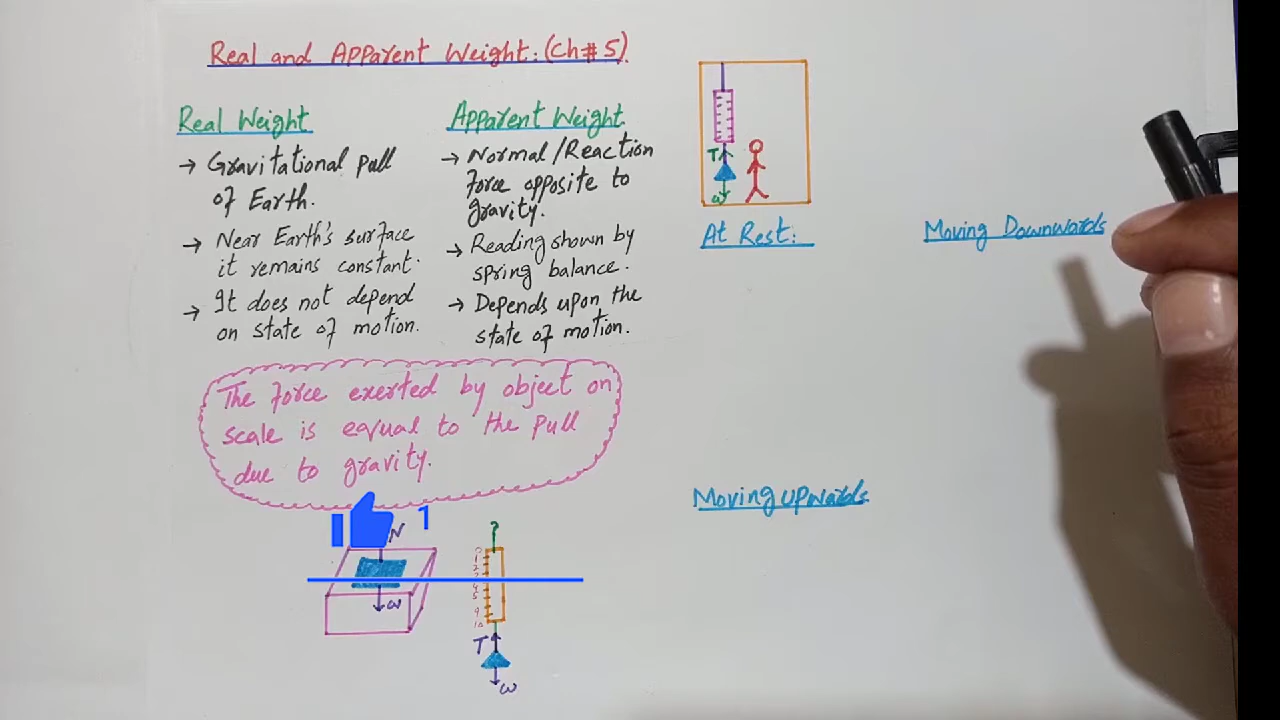 Real and Apparent Weight: (Ch# 5).
Real Weight
→ Gravitational pull
of Earth.
→ Near Earth's surface
it remains constant.
→ It does not depend
on state of motion.
Apparent Weight
→ Normal/Reaction
force opposite to
gravity.
→ Reading shown by
spring balance.
→ Depends upon the
state of motion.
The force exerted by object on
scale is equal to the pull
due to gravity.
N
1
w
T
w
T
w
At Rest:
Moving Downwards
Moving upwards